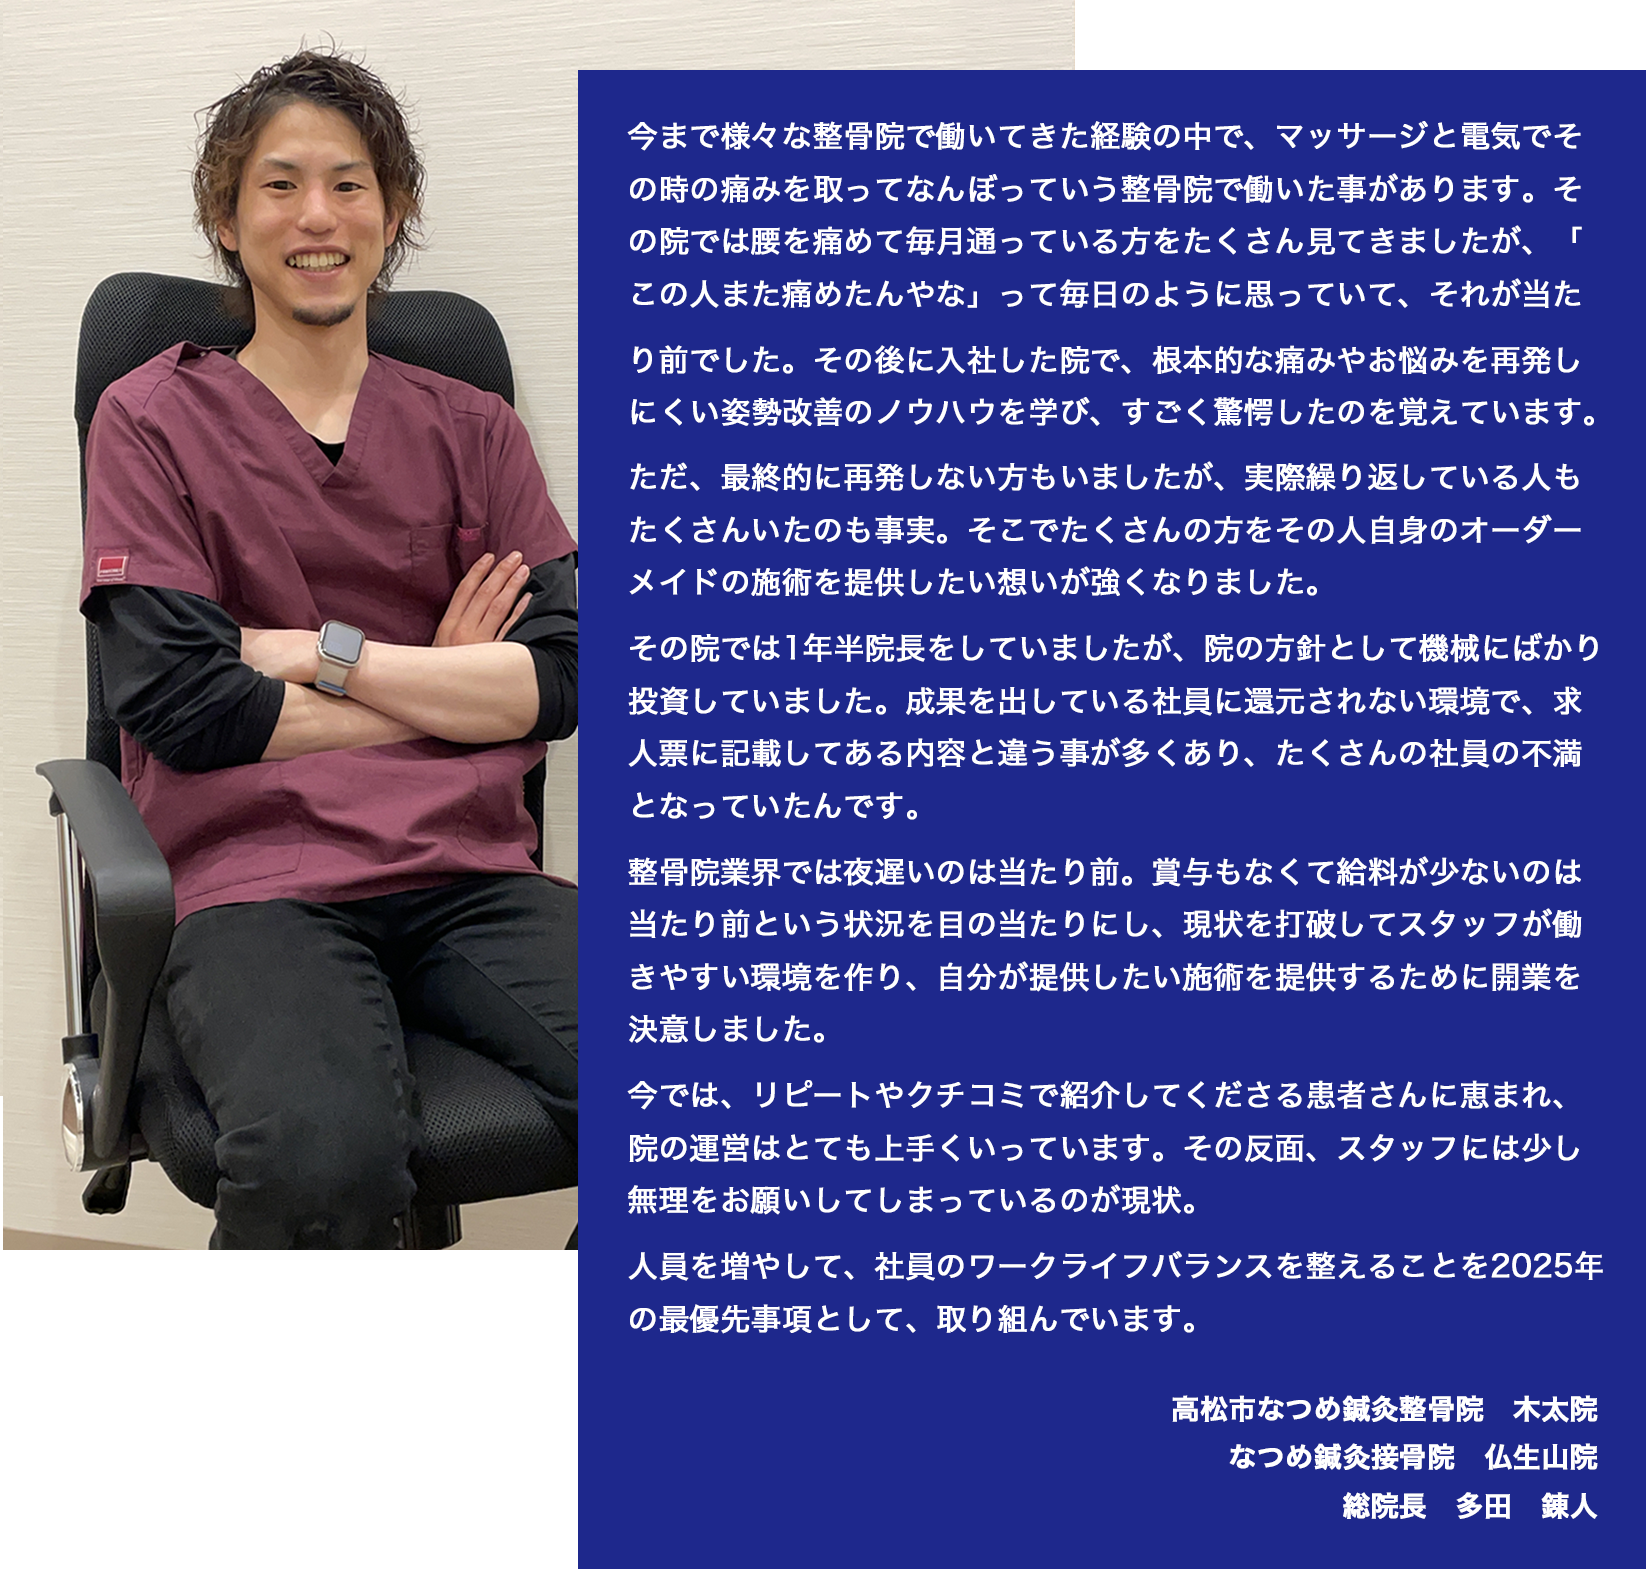 今まで様々な整骨院で働いてきた経験の中で、マッサージと電気でそ
の時の痛みを取ってなんぼっていう整骨院で働いた事があります。そ
の院では腰を痛めて毎月通っている方をたくさん見てきましたが、「
この人また痛めたんやな」って毎日のように思っていて、それが当た
り前でした。その後に入社した院で、根本的な痛みやお悩みを再発し
にくい姿勢改善のノウハウを学び、すごく驚愕したのを覚えています。
ただ、最終的に再発しない方もいましたが、実際繰り返している人も
たくさんいたのも事実。そこでたくさんの方をその人自身のオーダー
メイドの施術を提供したい想いが強くなりました。
その院では1年半院長をしていましたが、院の方針として機械にばかり
投資していました。成果を出している社員に還元されない環境で、求
人票に記載してある内容と違う事が多くあり、たくさんの社員の不満
となっていたんです。
整骨院業界では夜遅いのは当たり前。賞与もなくて給料が少ないのは
当たり前という状況を目の当たりにし、現状を打破してスタッフが働
きやすい環境を作り、自分が提供したい施術を提供するために開業を
決意しました。
今では、リピートやクチコミで紹介してくださる患者さんに恵まれ、
院の運営はとても上手くいっています。その反面、スタッフには少し
無理をお願いしてしまっているのが現状。
人員を増やして、社員のワークライフバランスを整えることを2025年
の最優先事項として、取り組んでいます。
高松市なつめ鍼灸整骨院　木太院
なつめ鍼灸接骨院　仏生山院
総院長　多田　錬人